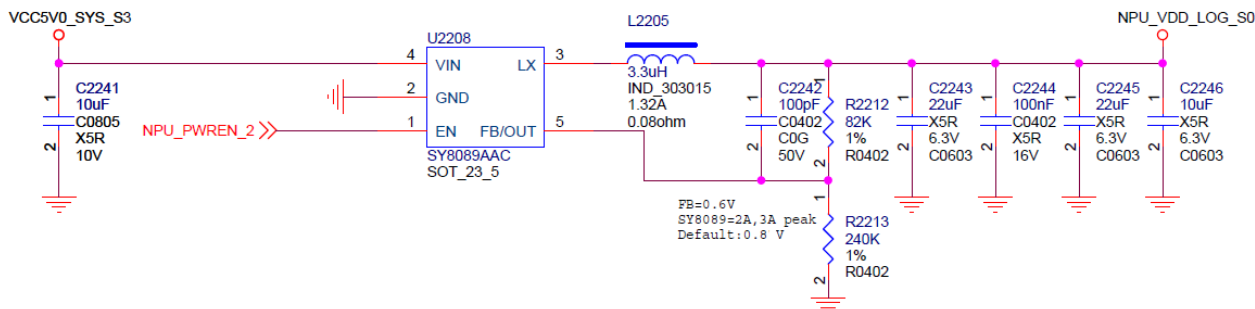 VCC5V0_SYS_S3
NPU_VDD_LOG_S0
L2205
U2208
4
VIN
LX
3
3.3uH
IND_303015
1.32A
0.08ohm
2
GND
NPU_PWREN_2
1
EN
FB/OUT
5
SY8089AAC
SOT_23_5
1
C2241
10uF
C0805
X5R
10V
2
1
C2242
100pF
C0402
C0G
50V
2
1
R2212
82K
1%
R0402
2
1
C2243
22uF
X5R
6.3V
C0603
2
1
C2244
100nF
C0402
X5R
16V
2
1
C2245
22uF
X5R
6.3V
C0603
2
1
C2246
10uF
X5R
6.3V
C0603
2
FB=0.6V
SY8089=2A,3A peak
Default:0.8 V
1
R2213
240K
1%
R0402
2